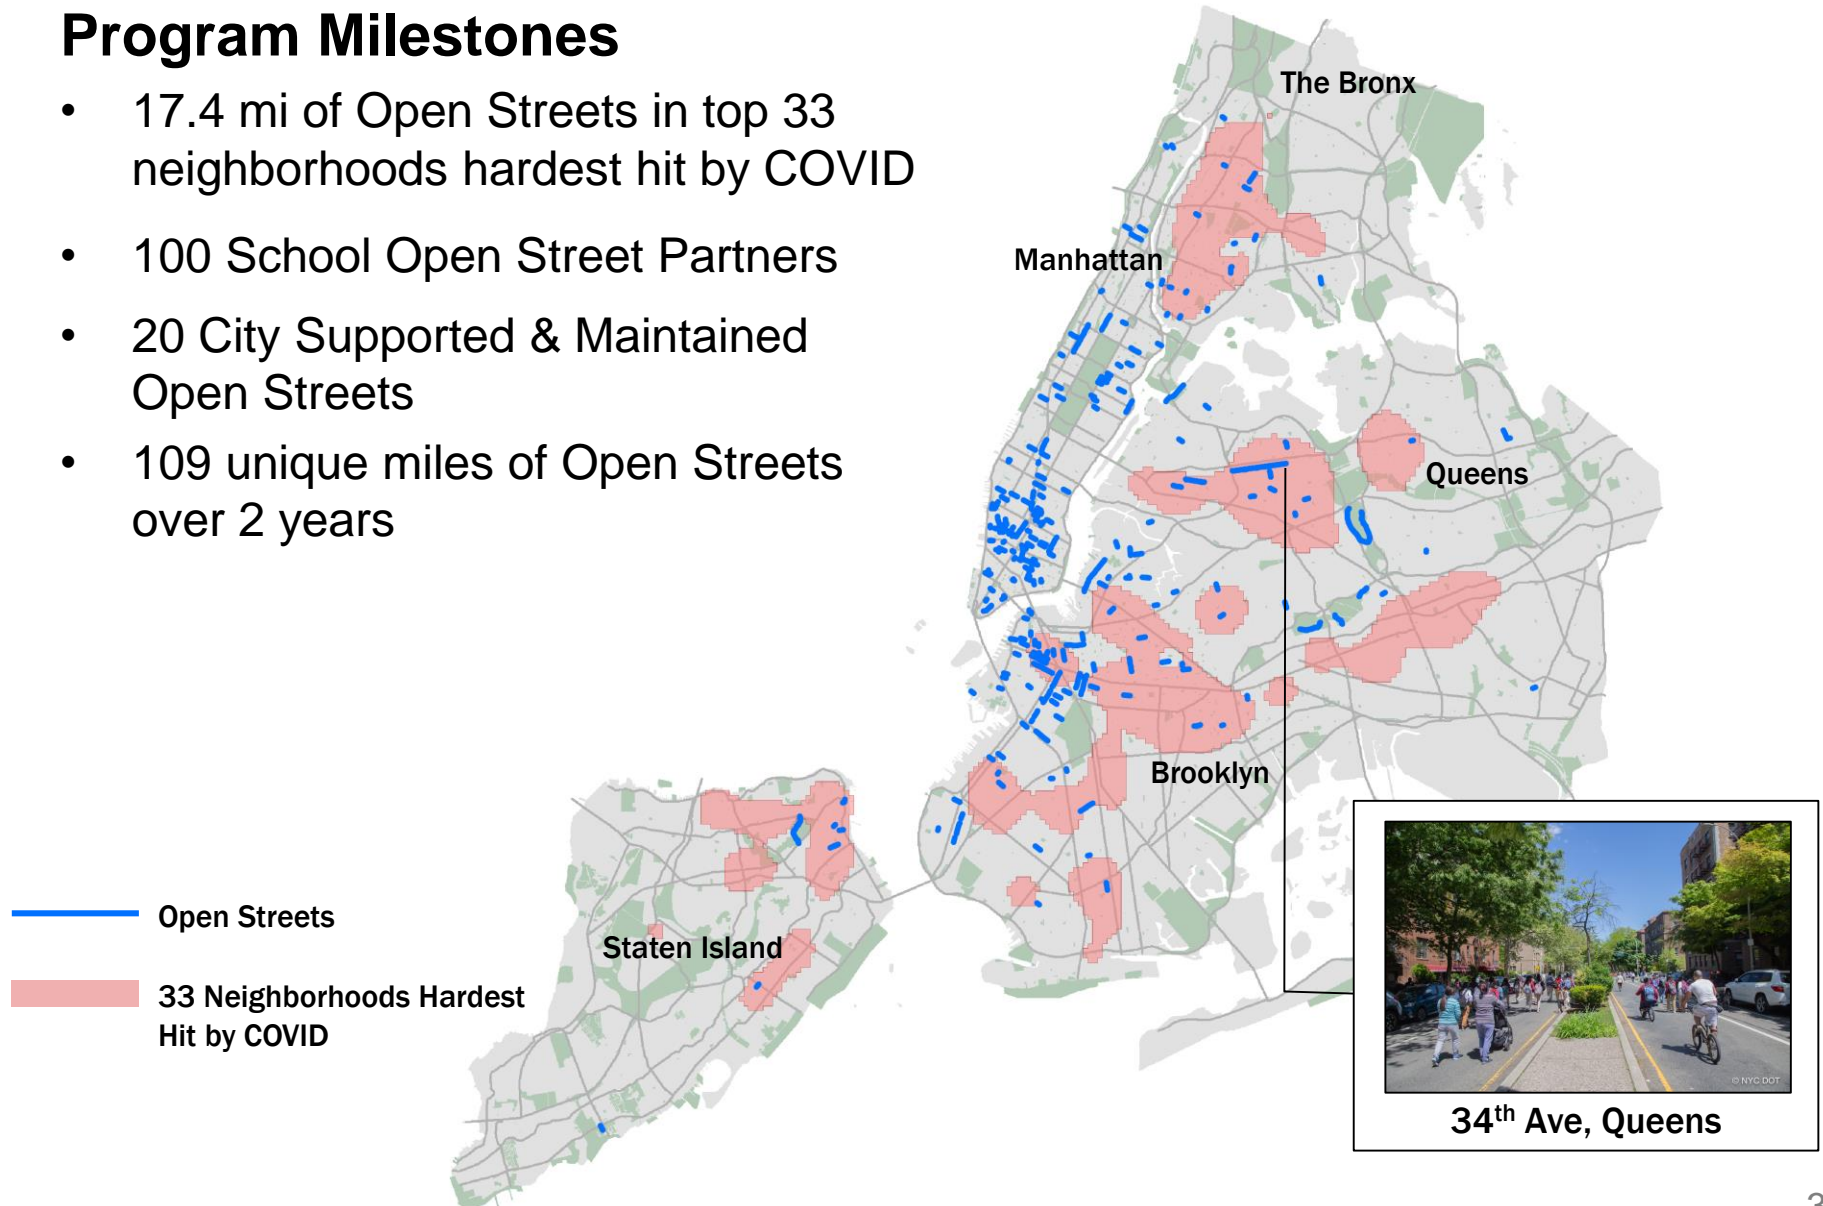 Program Milestones
• 17.4 mi of Open Streets in top 33
neighborhoods hardest hit by COVID
• 100 School Open Street Partners
• 20 City Supported & Maintained
Open Streets
• 109 unique miles of Open Streets
over 2 years
The Bronx
Manhattan
Queens
Brooklyn
Staten Island
Open Streets
33 Neighborhoods Hardest
Hit by COVID
© NYC DOT
34th Ave, Queens
3